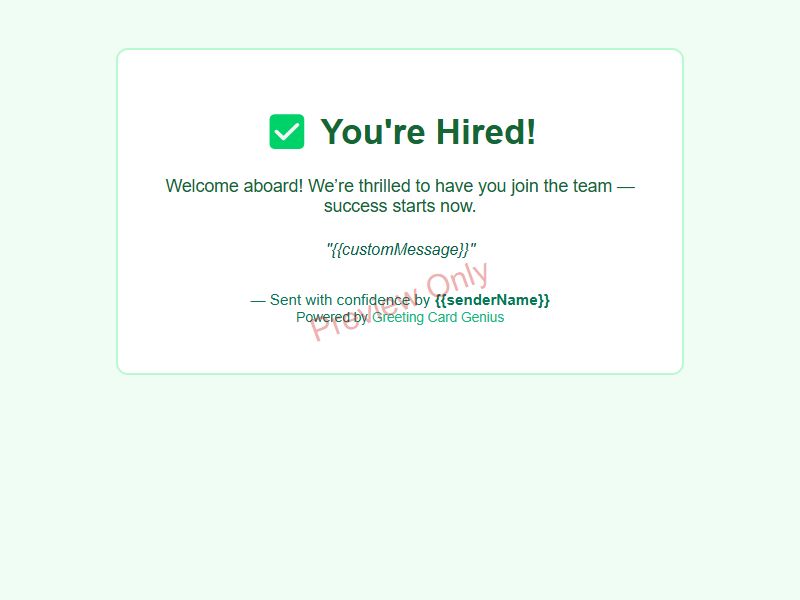 ✅ You're Hired!
Welcome aboard! We’re thrilled to have you join the team —
success starts now.
"{{customMessage}}"
— Sent with confidence by {{senderName}}
Powered by Greeting Card Genius
Preview Only